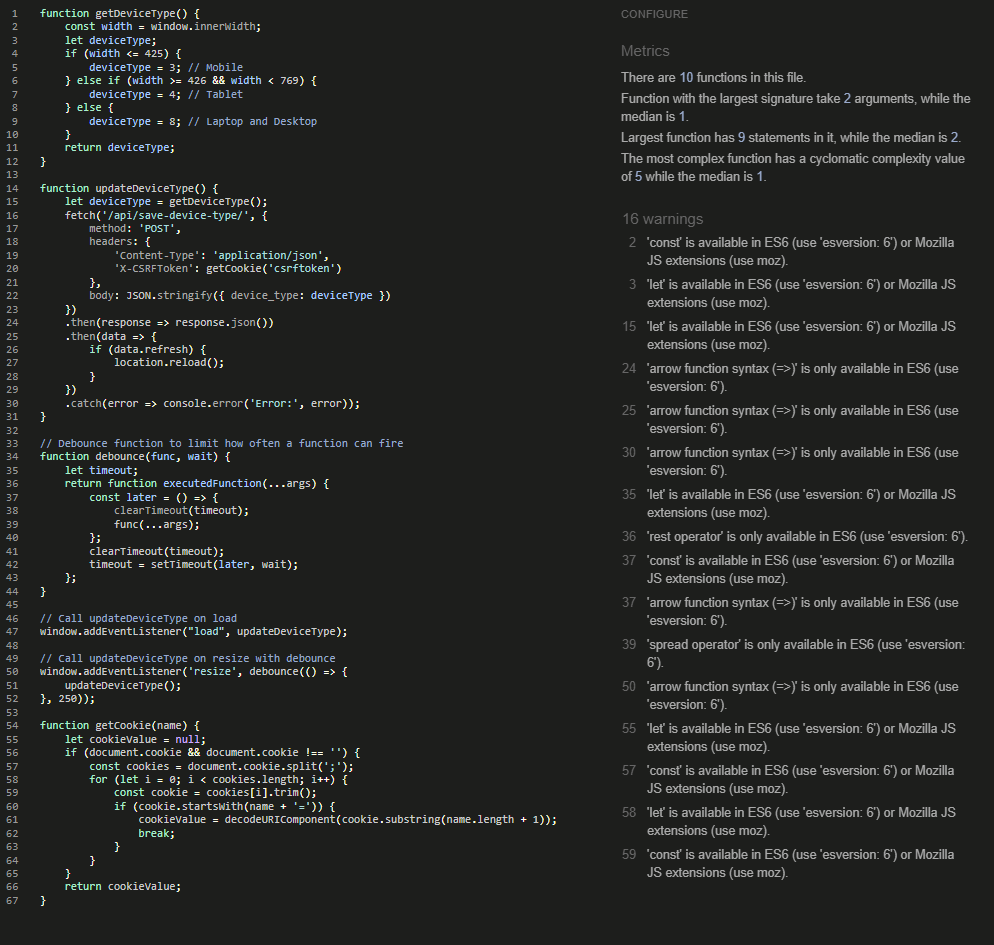 1 function getDeviceType() {
2     const width = window.innerWidth;
3     let deviceType;
4     if (width <= 425) {
5         deviceType = 3; // Mobile
6     } else if (width >= 426 && width < 769) {
7         deviceType = 4; // Tablet
8     } else {
9         deviceType = 8; // Laptop and Desktop
10     }
11     return deviceType;
12 }
13
14 function updateDeviceType() {
15     let deviceType = getDeviceType();
16     fetch('/api/save-device-type/', {
17         method: 'POST',
18         headers: {
19             'Content-Type': 'application/json',
20             'X-CSRFToken': getCookie('csrftoken')
21         },
22         body: JSON.stringify({ device_type: deviceType })
23     })
24     .then(response => response.json())
25     .then(data => {
26         if (data.refresh) {
27             location.reload();
28         }
29     })
30     .catch(error => console.error('Error:', error));
31 }
32
33 // Debounce function to limit how often a function can fire
34 function debounce(func, wait) {
35     let timeout;
36     return function executedFunction(...args) {
37         const later = () => {
38             clearTimeout(timeout);
39             func(...args);
40         };
41         clearTimeout(timeout);
42         timeout = setTimeout(later, wait);
43     };
44 }
45
46 // Call updateDeviceType on load
47 window.addEventListener("load", updateDeviceType);
48
49 // Call updateDeviceType on resize with debounce
50 window.addEventListener('resize', debounce(() => {
51     updateDeviceType();
52 }, 250));
53
54 function getCookie(name) {
55     let cookieValue = null;
56     if (document.cookie && document.cookie !== '') {
57         const cookies = document.cookie.split(';');
58         for (let i = 0; i < cookies.length; i++) {
59             const cookie = cookies[i].trim();
60             if (cookie.startsWith(name + '=')) {
61                 cookieValue = decodeURIComponent(cookie.substring(name.length + 1));
62                 break;
63             }
64         }
65     }
66     return cookieValue;
67 }
CONFIGURE
Metrics
There are 10 functions in this file.
Function with the largest signature take 2 arguments, while the
median is 1.
Largest function has 9 statements in it, while the median is 2.
The most complex function has a cyclomatic complexity value
of 5 while the median is 1.
16 warnings
2 'const' is available in ES6 (use 'esversion: 6') or Mozilla
JS extensions (use moz).
3 'let' is available in ES6 (use 'esversion: 6') or Mozilla JS
extensions (use moz).
15 'let' is available in ES6 (use 'esversion: 6') or Mozilla JS
extensions (use moz).
24 'arrow function syntax (=>)' is only available in ES6 (use
'esversion: 6').
25 'arrow function syntax (=>)' is only available in ES6 (use
'esversion: 6').
30 'arrow function syntax (=>)' is only available in ES6 (use
'esversion: 6').
35 'let' is available in ES6 (use 'esversion: 6') or Mozilla JS
extensions (use moz).
36 'rest operator' is only available in ES6 (use 'esversion: 6').
37 'const' is available in ES6 (use 'esversion: 6') or Mozilla
JS extensions (use moz).
37 'arrow function syntax (=>)' is only available in ES6 (use
'esversion: 6').
39 'spread operator' is only available in ES6 (use 'esversion:
6').
50 'arrow function syntax (=>)' is only available in ES6 (use
'esversion: 6').
55 'let' is available in ES6 (use 'esversion: 6') or Mozilla JS
extensions (use moz).
57 'const' is available in ES6 (use 'esversion: 6') or Mozilla
JS extensions (use moz).
58 'let' is available in ES6 (use 'esversion: 6') or Mozilla JS
extensions (use moz).
59 'const' is available in ES6 (use 'esversion: 6') or Mozilla
JS extensions (use moz).